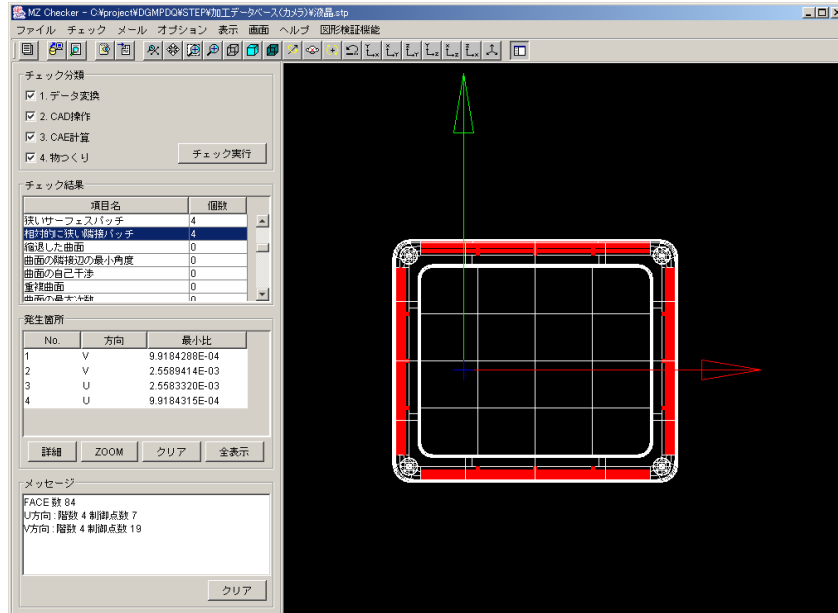 MZ Checker - C:¥project¥DGMPDQ¥STEP¥加工データベース(カメラ)¥液晶.stp
ファイル チェック メール オプション 表示 画面 ヘルプ 図形検証機能
チェック分類
1. データ変換
2. CAD操作
3. CAE計算
4. 物つくり
チェック実行
チェック結果
項目名 個数
狭いサーフェスパッチ 4
相対的に狭い隣接パッチ 4
縮退した曲面 0
曲面の隣接辺の最小角度 0
曲面の自己干渉 0
重複曲面 0
曲面の最大次数 0
発生箇所
No. 方向 最小比
1 V 9.9184288E-04
2 V 2.5589414E-03
3 U 2.5583320E-03
4 U 9.9184315E-04
詳細 ZOOM クリア 全表示
メッセージ
FACE 数 84
U方向 : 階数 4 制御点数 7
V方向 : 階数 4 制御点数 19
クリア